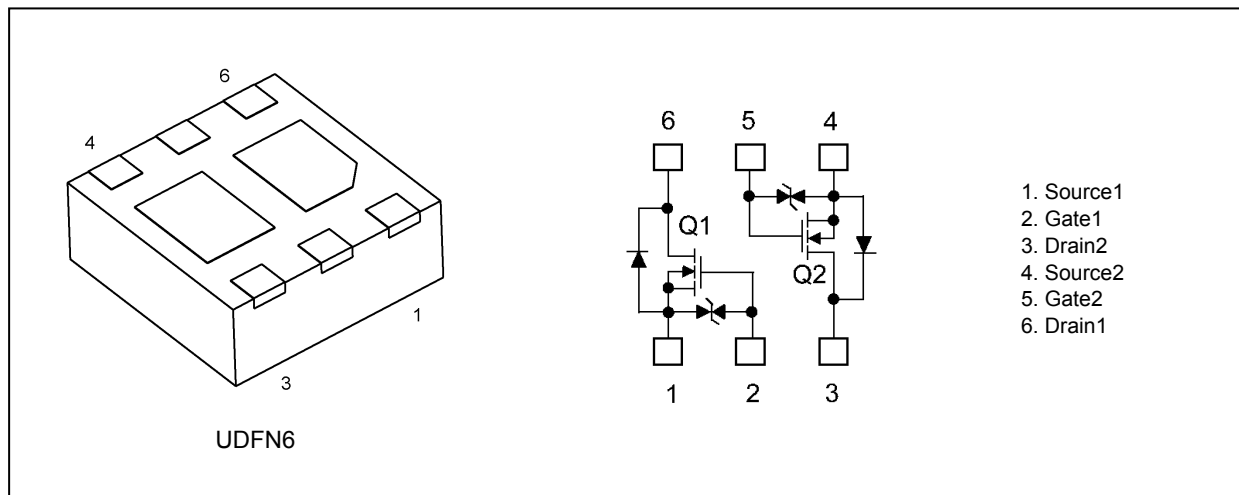 6
4
1
3
UDFN6
6 5 4
Q1
Q2
1 2 3
1. Source1
2. Gate1
3. Drain2
4. Source2
5. Gate2
6. Drain1